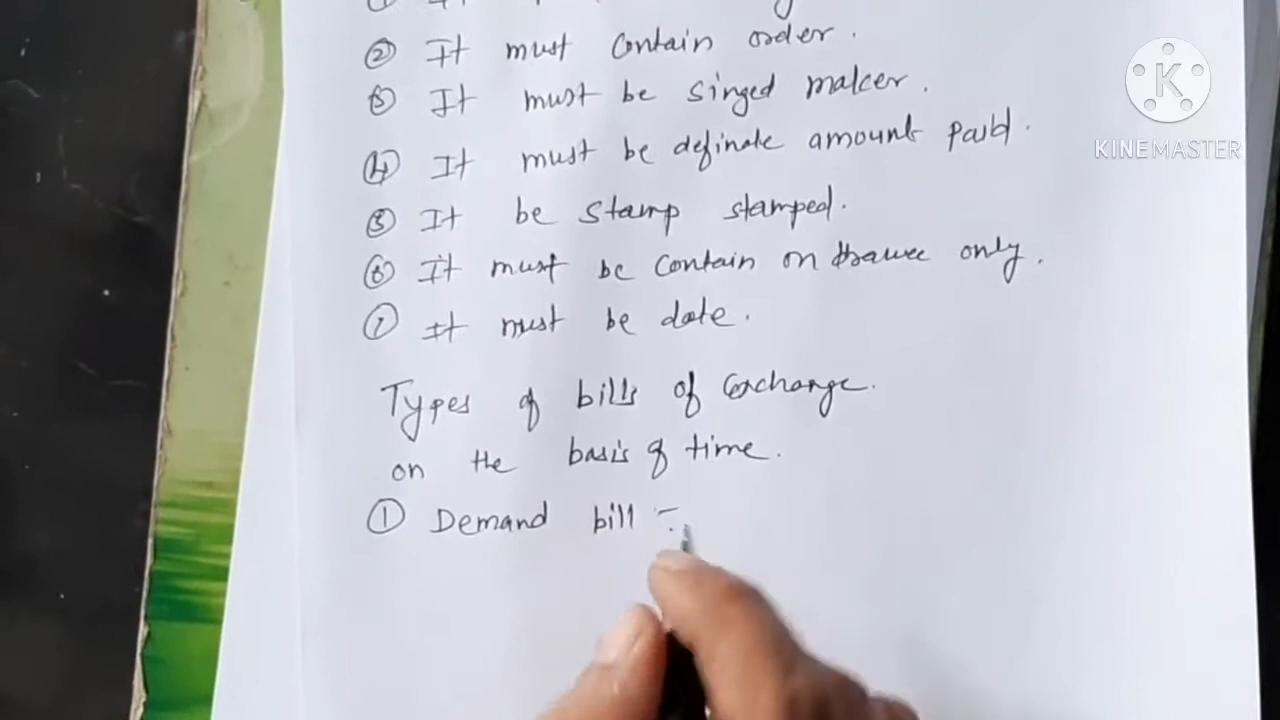 ① It
② It must contain order.
③ It must be singed maker.
④ It must be definate amount paid.
⑤ It be stamp stamped.
⑥ It must be contain on drawee only.
⑦ It must be date.
Types of bills of exchange.
on the basis of time.
① Demand bill :-
K
KINEMASTER